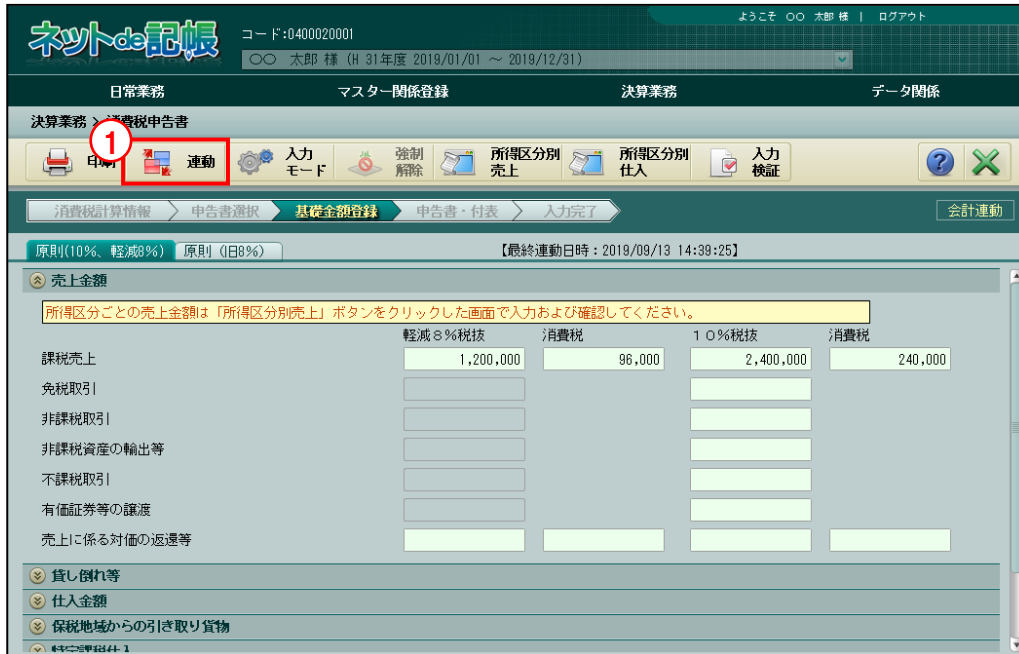 ようこそ 〇〇 太郎 様 | ログアウト
ネットde記帳
コード:0400020001
〇〇 太郎 様 (H 31年度 2019/01/01 ～ 2019/12/31)
日常業務 マスター関係登録 決算業務 データ関係
決算業務 > 消費税申告書
1
印刷 連動 入力モード 強制解除 所得区分別売上 所得区分別仕入 入力検証 ?
消費税計算情報 申告書選択 基礎金額登録 申告書・付表 入力完了 会計連動
原則(10%、軽減8%) 原則 (旧8%) 【最終連動日時：2019/09/13 14:39:25】
売上金額
所得区分ごとの売上金額は「所得区分別売上」ボタンをクリックした画面で入力および確認してください。
軽減８%税抜 消費税 １０%税抜 消費税
課税売上 1,200,000 96,000 2,400,000 240,000
免税取引
非課税取引
非課税資産の輸出等
不課税取引
有価証券等の譲渡
売上に係る対価の返還等
貸し倒れ等
仕入金額
保税地域からの引き取り貨物